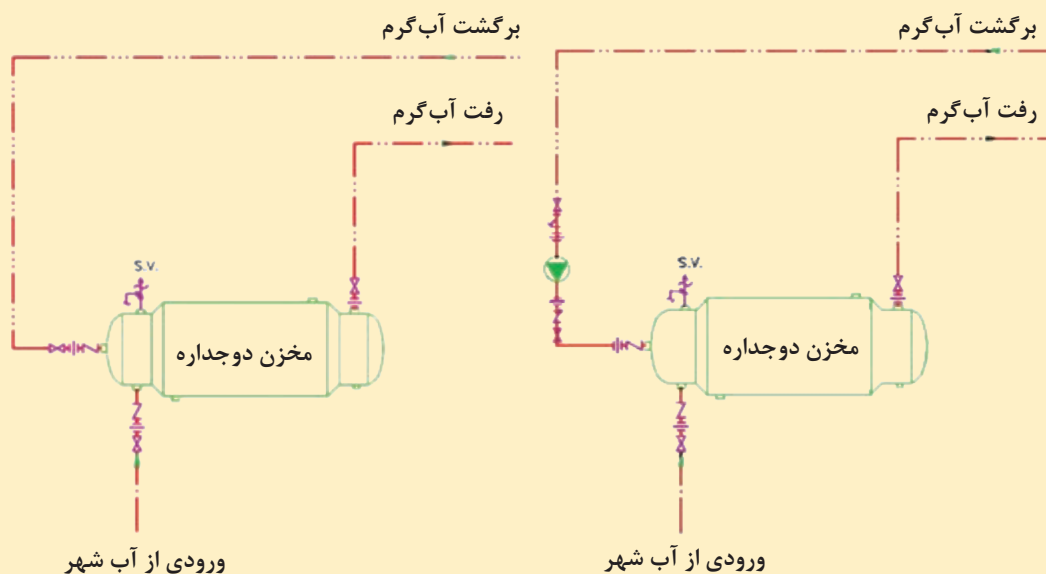 برگشت آب‌گرم
رفت آب‌گرم
S.V.
مخزن دوجداره
ورودی از آب شهر
برگشت آب‌گرم
رفت آب‌گرم
S.V.
مخزن دوجداره
ورودی از آب شهر